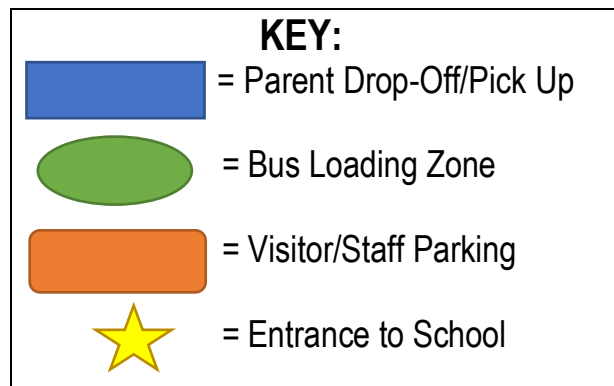 KEY:
= Parent Drop-Off/Pick Up
= Bus Loading Zone
= Visitor/Staff Parking
= Entrance to School